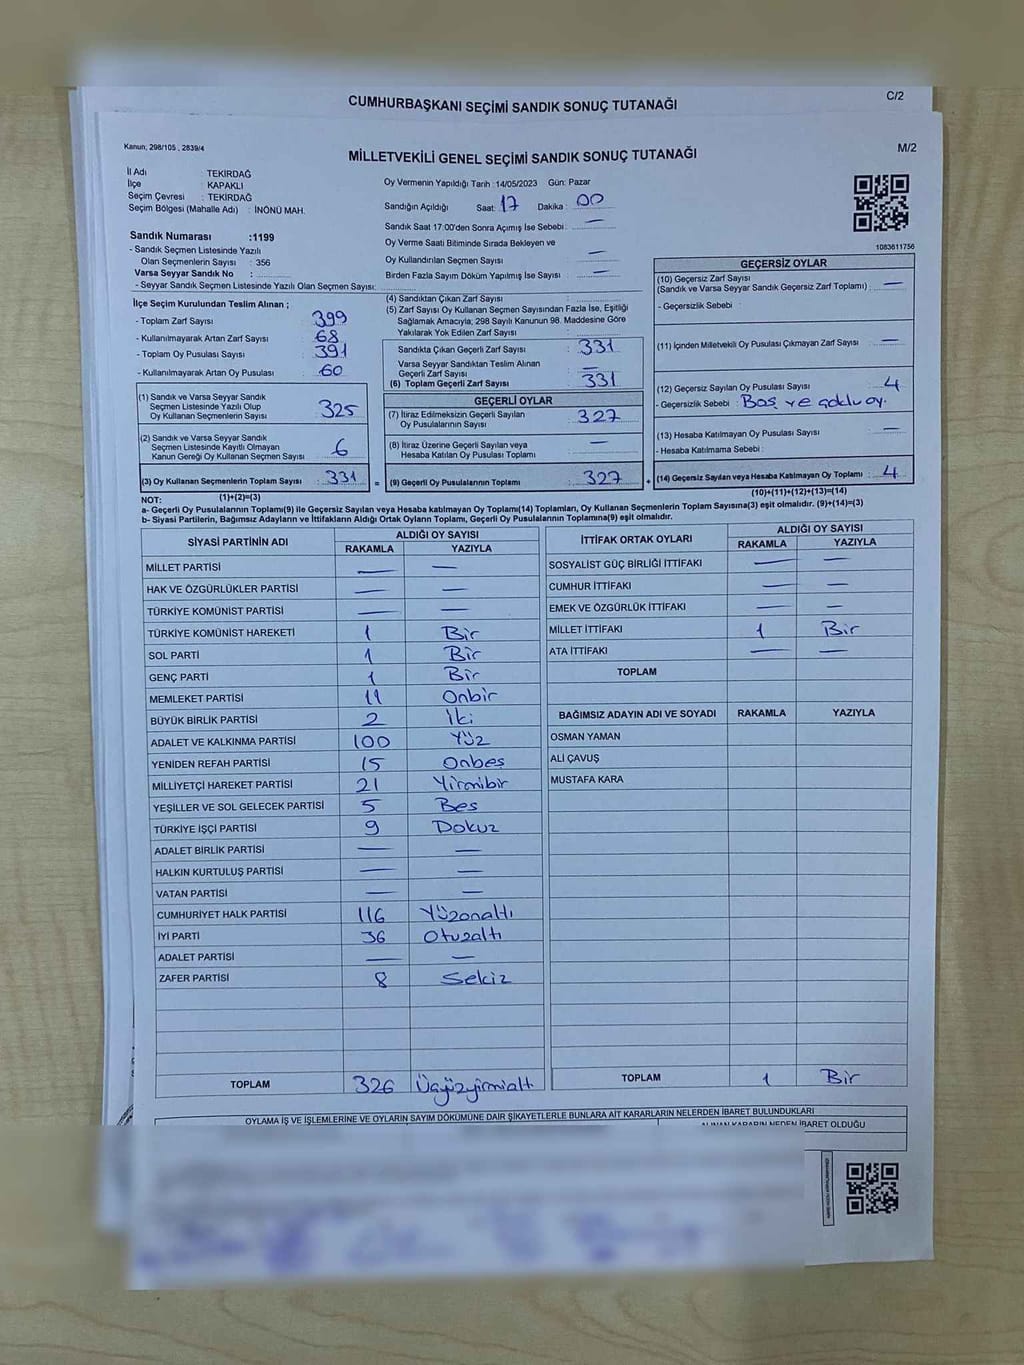 CUMHURBAŞKANI SEÇİMİ SANDIK SONUÇ TUTANAĞI
C/2
Kanun; 298/105 , 2839/4
MİLLETVEKİLİ GENEL SEÇİMİ SANDIK SONUÇ TUTANAĞI
M/2
İl Adı : TEKİRDAĞ
İlçe : KAPAKLI
Seçim Çevresi : TEKİRDAĞ
Seçim Bölgesi (Mahalle Adı) : İNÖNÜ MAH.
Sandık Numarası :1199
- Sandık Seçmen Listesinde Yazılı
Olan Seçmenlerin Sayısı : 356
Varsa Seyyar Sandık No :
- Seyyar Sandık Seçmen Listesinde Yazılı Olan Seçmen Sayısı:
Oy Vermenin Yapıldığı Tarih :14/05/2023 Gün: Pazar
Sandığın Açıldığı Saat: 17 Dakika : 00
Sandık Saat 17:00'den Sonra Açımış İse Sebebi : —
Oy Verme Saati Bitiminde Sırada Bekleyen ve
Oy Kullandırılan Seçmen Sayısı : —
Birden Fazla Sayım Döküm Yapılmış İse Sayısı : —
1083611756
İlçe Seçim Kurulundan Teslim Alınan ;
- Toplam Zarf Sayısı : 399
- Kullanılmayarak Artan Zarf Sayısı : 68
- Toplam Oy Pusulası Sayısı : 391
- Kullanılmayarak Artan Oy Pusulası : 60
(1) Sandık ve Varsa Seyyar Sandık
Seçmen Listesinde Yazılı Olup
Oy Kullanan Seçmenlerin Sayısı : 325
(2) Sandık ve Varsa Seyyar Sandık
Seçmen Listesinde Kayıtlı Olmayan
Kanun Gereği Oy Kullanan Seçmen Sayısı : 6
(3) Oy Kullanan Seçmenlerin Toplam Sayısı : 331
(1)+(2)=(3)
(4) Sandıktan Çıkan Zarf Sayısı :
(5) Zarf Sayısı Oy Kullanan Seçmen Sayısından Fazla İse, Eşitliği
Sağlamak Amacıyla; 298 Sayılı Kanunun 98. Maddesine Göre
Yakılarak Yok Edilen Zarf Sayısı :
Sandıkta Çıkan Geçerli Zarf Sayısı : 331
Varsa Seyyar Sandıktan Teslim Alınan
Geçerli Zarf Sayısı : —
(6) Toplam Geçerli Zarf Sayısı : 331
GEÇERLİ OYLAR
(7) İtiraz Edilmeksizin Geçerli Sayılan
Oy Pusulalarının Sayısı : 327
(8) İtiraz Üzerine Geçerli Sayılan veya
Hesaba Katılan Oy Pusulası Toplamı : —
= (9) Geçerli Oy Pusulalarının Toplamı : 327 +
GEÇERSİZ OYLAR
(10) Geçersiz Zarf Sayısı
(Sandık ve Varsa Seyyar Sandık Geçersiz Zarf Toplamı) : —
- Geçersizlik Sebebi :
(11) İçinden Milletvekili Oy Pusulası Çıkmayan Zarf Sayısı : —
(12) Geçersiz Sayılan Oy Pusulası Sayısı : 4
- Geçersizlik Sebebi : Boş ve çoklu oy.
(13) Hesaba Katılmayan Oy Pusulası Sayısı : —
- Hesaba Katılmama Sebebi :
(14) Geçersiz Sayılan veya Hesaba Katılmayan Oy Toplamı : 4
(10)+(11)+(12)+(13)=(14)
NOT:
a- Geçerli Oy Pusulalarının Toplamı(9) ile Geçersiz Sayılan veya Hesaba katılmayan Oy Toplamı(14) Toplamları, Oy Kullanan Seçmenlerin Toplam Sayısına(3) eşit olmalıdır. (9)+(14)=(3)
b- Siyasi Partilerin, Bağımsız Adayların ve İttifakların Aldığı Ortak Oyların Toplamı, Geçerli Oy Pusulalarının Toplamına(9) eşit olmalıdır.
SİYASİ PARTİNİN ADI ALDIĞI OY SAYISI
RAKAMLA YAZIYLA
MİLLET PARTİSİ — —
HAK VE ÖZGÜRLÜKLER PARTİSİ — —
TÜRKİYE KOMÜNİST PARTİSİ — —
TÜRKİYE KOMÜNİST HAREKETİ 1 Bir
SOL PARTİ 1 Bir
GENÇ PARTİ 1 Bir
MEMLEKET PARTİSİ 11 Onbir
BÜYÜK BİRLİK PARTİSİ 2 İki
ADALET VE KALKINMA PARTİSİ 100 Yüz
YENİDEN REFAH PARTİSİ 15 Onbeş
MİLLİYETÇİ HAREKET PARTİSİ 21 Yirmibir
YEŞİLLER VE SOL GELECEK PARTİSİ 5 Beş
TÜRKİYE İŞÇİ PARTİSİ 9 Dokuz
ADALET BİRLİK PARTİSİ — —
HALKIN KURTULUŞ PARTİSİ — —
VATAN PARTİSİ — —
CUMHURİYET HALK PARTİSİ 116 Yüzonaltı
İYİ PARTİ 36 Otuzaltı
ADALET PARTİSİ — —
ZAFER PARTİSİ 8 Sekiz
TOPLAM 326 Üçyüzyirmialtı
İTTİFAK ORTAK OYLARI ALDIĞI OY SAYISI
RAKAMLA YAZIYLA
SOSYALIST GÜÇ BİRLİĞİ İTTİFAKI — —
CUMHUR İTTİFAKI — —
EMEK VE ÖZGÜRLÜK İTTİFAKI — —
MİLLET İTTİFAKI 1 Bir
ATA İTTİFAKI — —
TOPLAM
BAĞIMSIZ ADAYIN ADI VE SOYADI RAKAMLA YAZIYLA
OSMAN YAMAN
ALİ ÇAVUŞ
MUSTAFA KARA
TOPLAM 1 Bir
OYLAMA İŞ VE İŞLEMLERİNE VE OYLARIN SAYIM DÖKÜMÜNE DAİR ŞİKAYETLERLE BUNLARA AİT KARARLARIN NELERDEN İBARET BULUNDUKLARI
ALINAN KARARIN NEDEN İBARET OLDUĞU